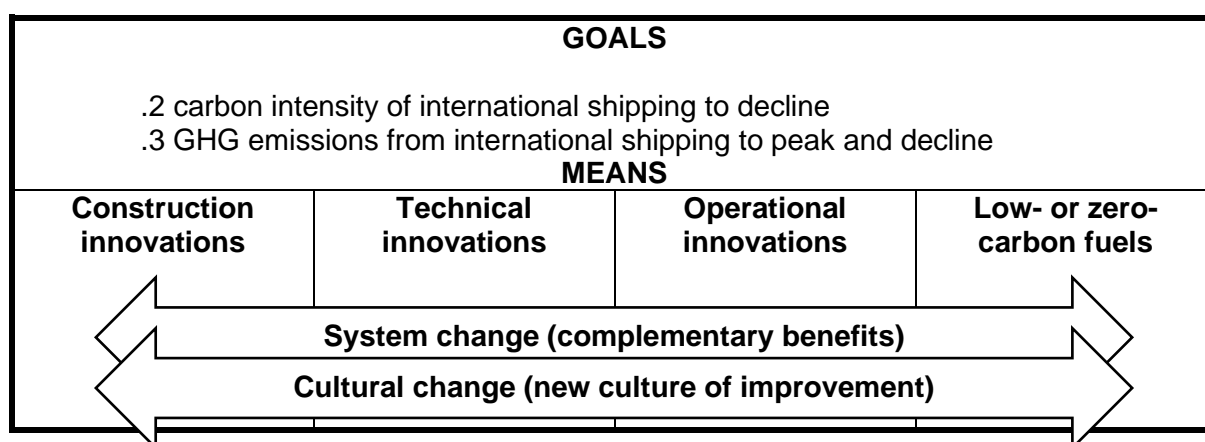 GOALS
.2 carbon intensity of international shipping to decline
.3 GHG emissions from international shipping to peak and decline
MEANS
Construction
innovations
Technical
innovations
Operational
innovations
Low- or zero-
carbon fuels
System change (complementary benefits)
Cultural change (new culture of improvement)